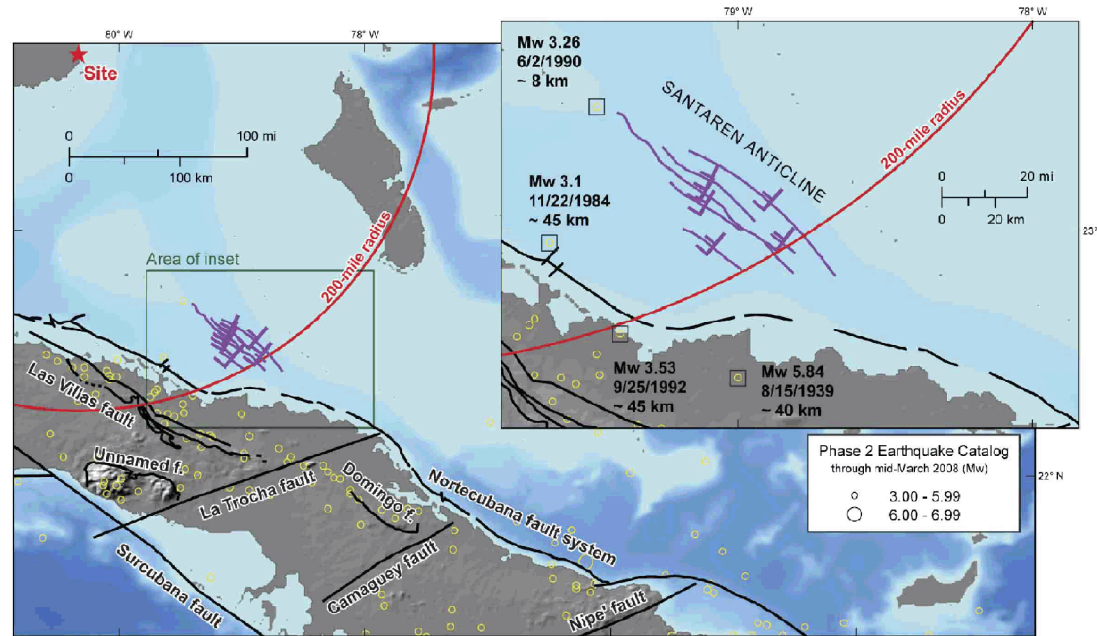 80° W
78° W
Site
0
100 mi
0
100 km
200-mile radius
Area of inset
Las Villas fault
Unnamed f.
La Trocha fault
Domingo f.
Nortecubana fault system
Surcubana fault
Camaguey fault
Nipe' fault
22° N
79° W
78° W
Mw 3.26
6/2/1990
~ 8 km
SANTAREN ANTICLINE
200-mile radius
Mw 3.1
11/22/1984
~ 45 km
0
20 mi
0
20 km
Mw 3.53
9/25/1992
~ 45 km
Mw 5.84
8/15/1939
~ 40 km
Phase 2 Earthquake Catalog
through mid-March 2008 (Mw)
3.00 - 5.99
6.00 - 6.99